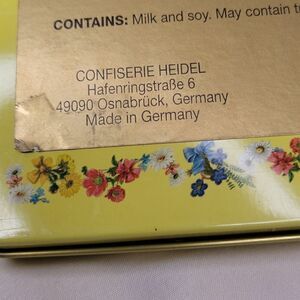 CONTAINS: Milk and soy. May contain
CONFISERIE HEIDEL
Hafenringstraße 6
49090 Osnabrück, Germany
Made in Germany